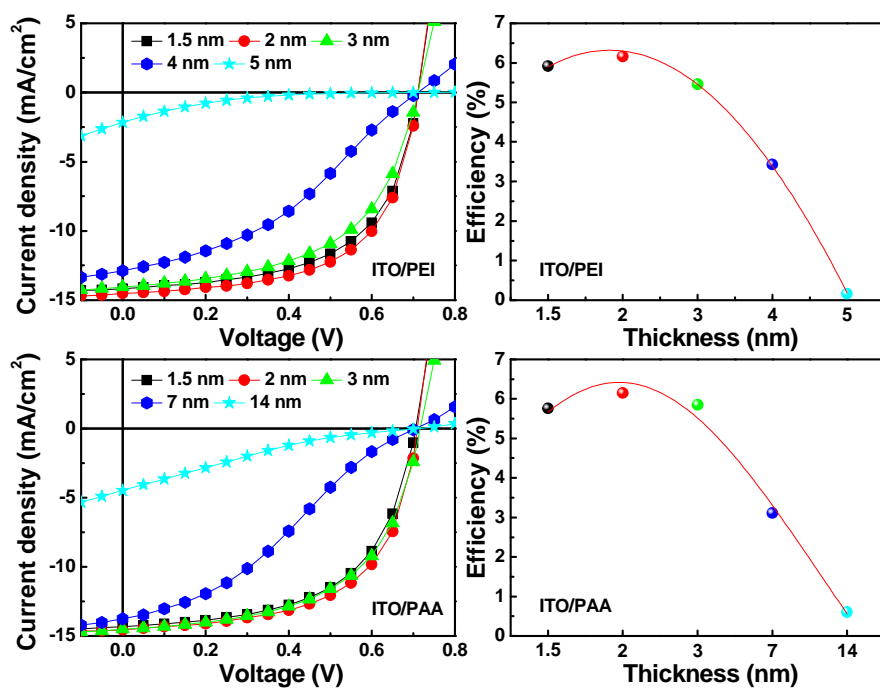 1.5 nm 2 nm 3 nm
4 nm 5 nm
5
0
-5
-10
-15
0.0 0.2 0.4 0.6 0.8
Current density (mA/cm²)
Voltage (V)
ITO/PEI
7
6
5
4
3
2
1
0
1.5 2 3 4 5
Efficiency (%)
Thickness (nm)
ITO/PEI
1.5 nm 2 nm 3 nm
7 nm 14 nm
5
0
-5
-10
-15
0.0 0.2 0.4 0.6 0.8
Current density (mA/cm²)
Voltage (V)
ITO/PAA
7
6
5
4
3
2
1
0
1.5 2 3 7 14
Efficiency (%)
Thickness (nm)
ITO/PAA